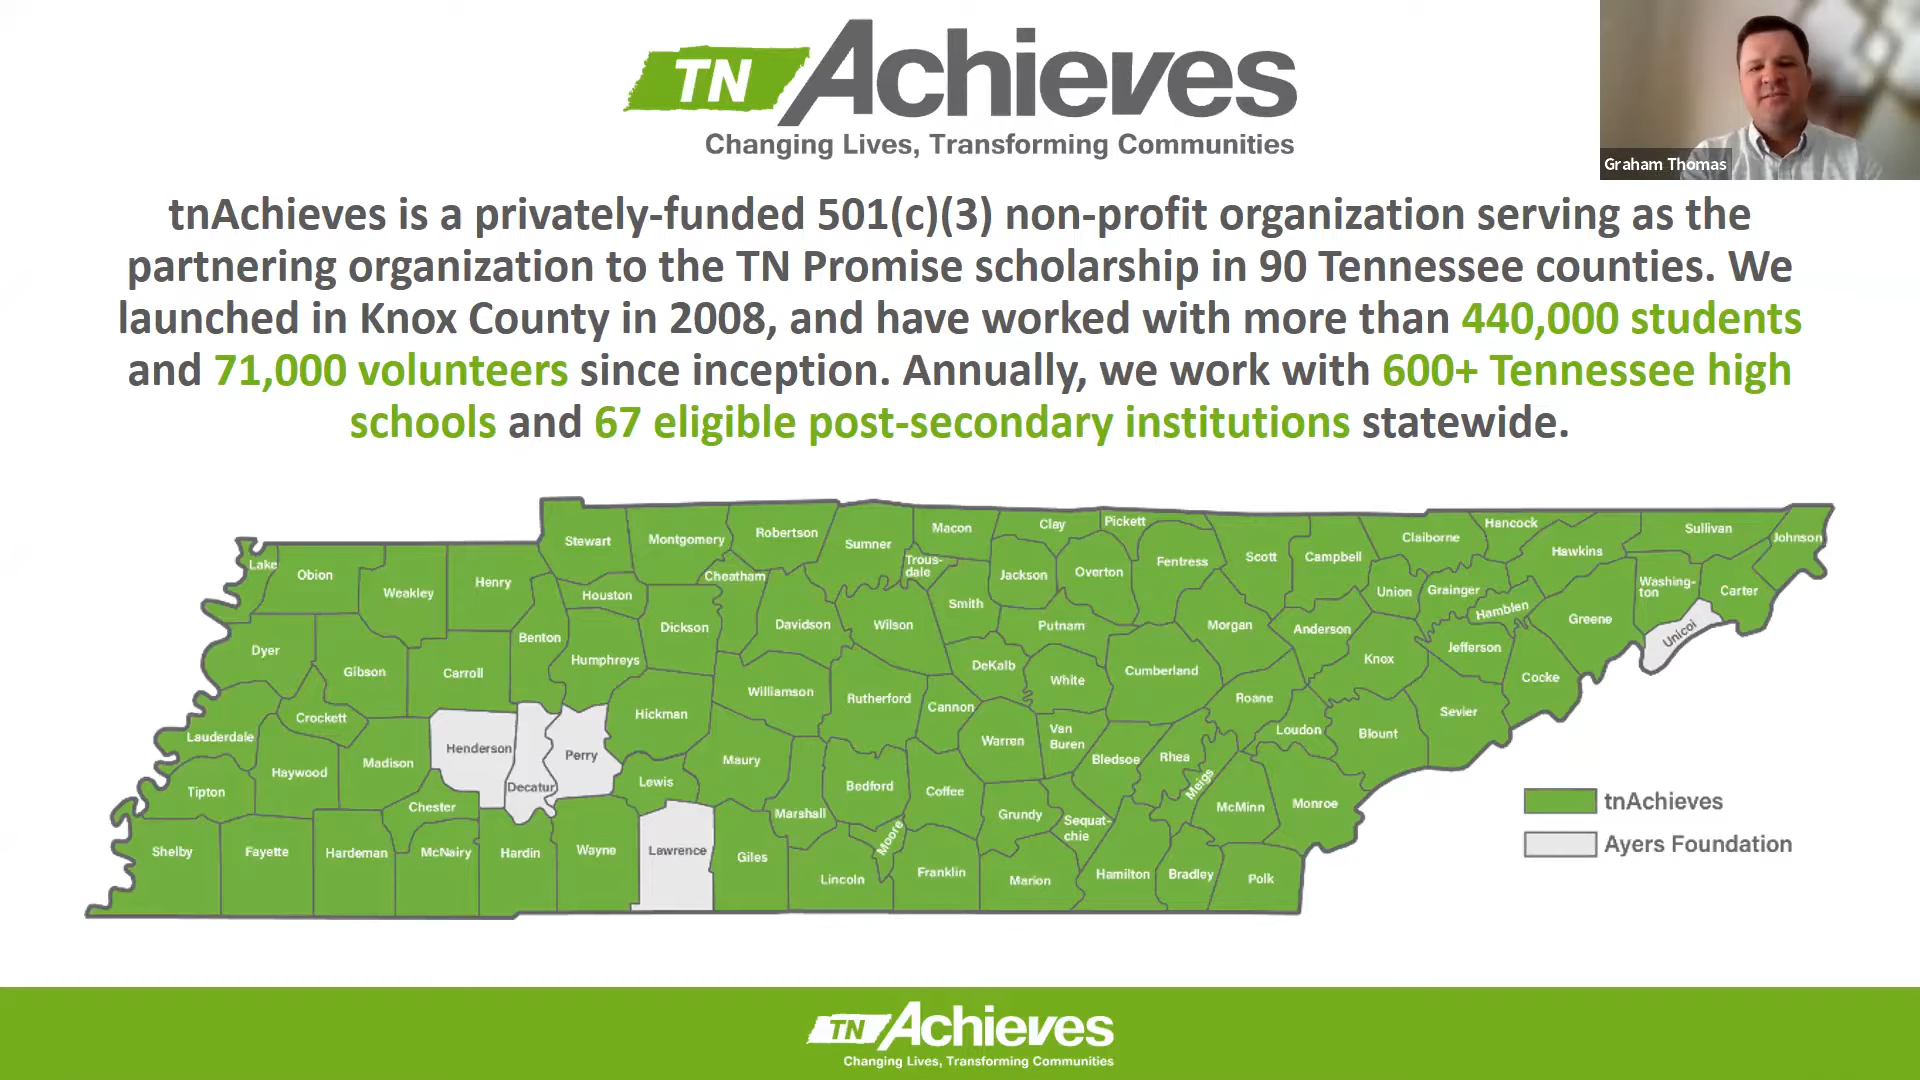 TN Achieves
Changing Lives, Transforming Communities
Graham Thomas
tnAchieves is a privately-funded 501(c)(3) non-profit organization serving as the
partnering organization to the TN Promise scholarship in 90 Tennessee counties. We
launched in Knox County in 2008, and have worked with more than 440,000 students
and 71,000 volunteers since inception. Annually, we work with 600+ Tennessee high
schools and 67 eligible post-secondary institutions statewide.
Lake
Obion
Weakley
Henry
Stewart
Montgomery
Robertson
Sumner
Macon
Trous-
dale
Clay
Pickett
Jackson
Overton
Fentress
Scott
Campbell
Claiborne
Hancock
Hawkins
Sullivan
Johnson
Cheatham
Houston
Dickson
Davidson
Wilson
Smith
Putnam
Morgan
Anderson
Union
Grainger
Hamblen
Greene
Washing-
ton
Carter
Unicoi
Dyer
Gibson
Carroll
Benton
Humphreys
Williamson
Rutherford
DeKalb
Cannon
White
Cumberland
Roane
Knox
Jefferson
Cocke
Sevier
Lauderdale
Crockett
Haywood
Madison
Henderson
Decatur
Perry
Hickman
Lewis
Maury
Bedford
Coffee
Warren
Van
Buren
Bledsoe
Rhea
Meigs
Loudon
Blount
Tipton
Chester
Marshall
Moore
Grundy
Sequat-
chie
McMinn
Monroe
Shelby
Fayette
Hardeman
McNairy
Hardin
Wayne
Lawrence
Giles
Lincoln
Franklin
Marion
Hamilton
Bradley
Polk
tnAchieves
Ayers Foundation
TN Achieves
Changing Lives, Transforming Communities